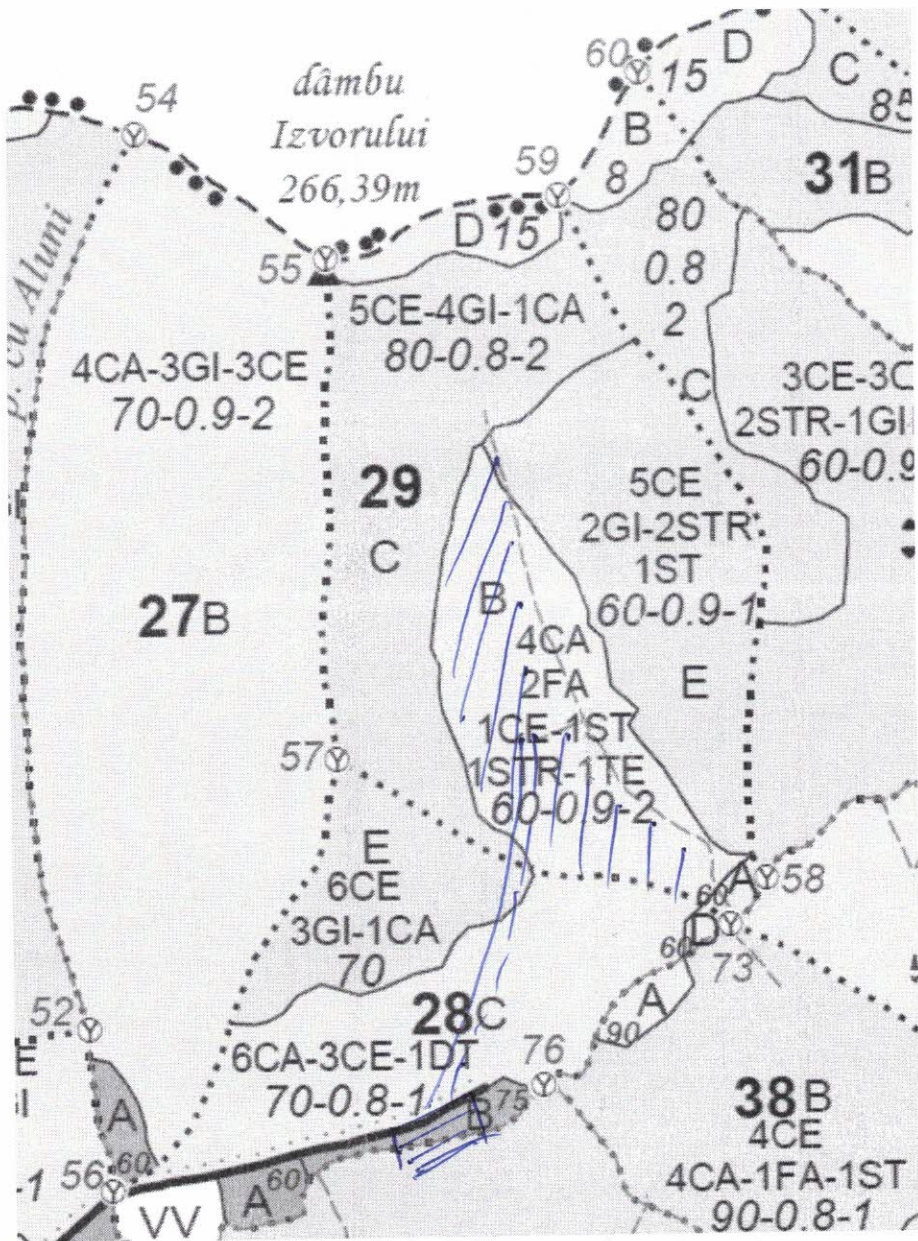 54
dâmbu
Izvorului
266,39m
60
15
D
C
85
B
8
31B
59
D 15
55
p. cu Aluni
80
0.8
2
C
5CE-4GI-1CA
80-0.8-2
4CA-3GI-3CE
70-0.9-2
2STR-1GI
60-0.9
29
C
5CE
2GI-2STR
1ST
60-0.9-1
E
27B
B
4CA
2FA
1CE-1ST
1STR-1TE
60-0.9-2
57
E
6CE
3GI-1CA
70
60
A
58
D
60
73
A
90
52
28C
6CA-3CE-1DT
70-0.8-1
76
B 75
A
60
56
VV
A 60
38B
4CE
4CA-1FA-1ST
90-0.8-1